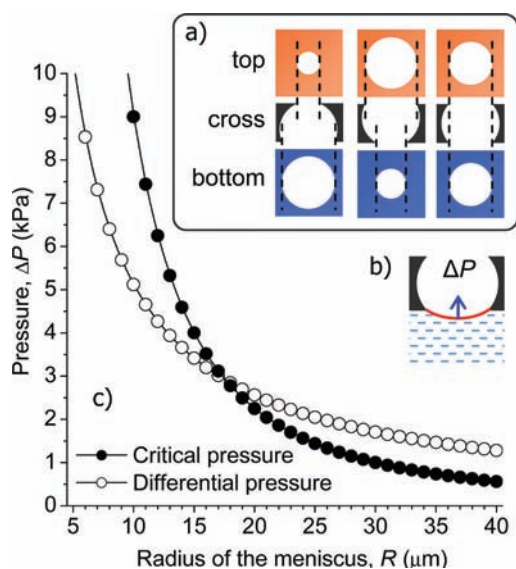 a)
top
cross
bottom
b)
ΔP
Pressure, ΔP (kPa)
10
9
8
7
6
5
4
3
2
1
0
c)
Critical pressure
Differential pressure
5 10 15 20 25 30 35 40
Radius of the meniscus, R (μm)